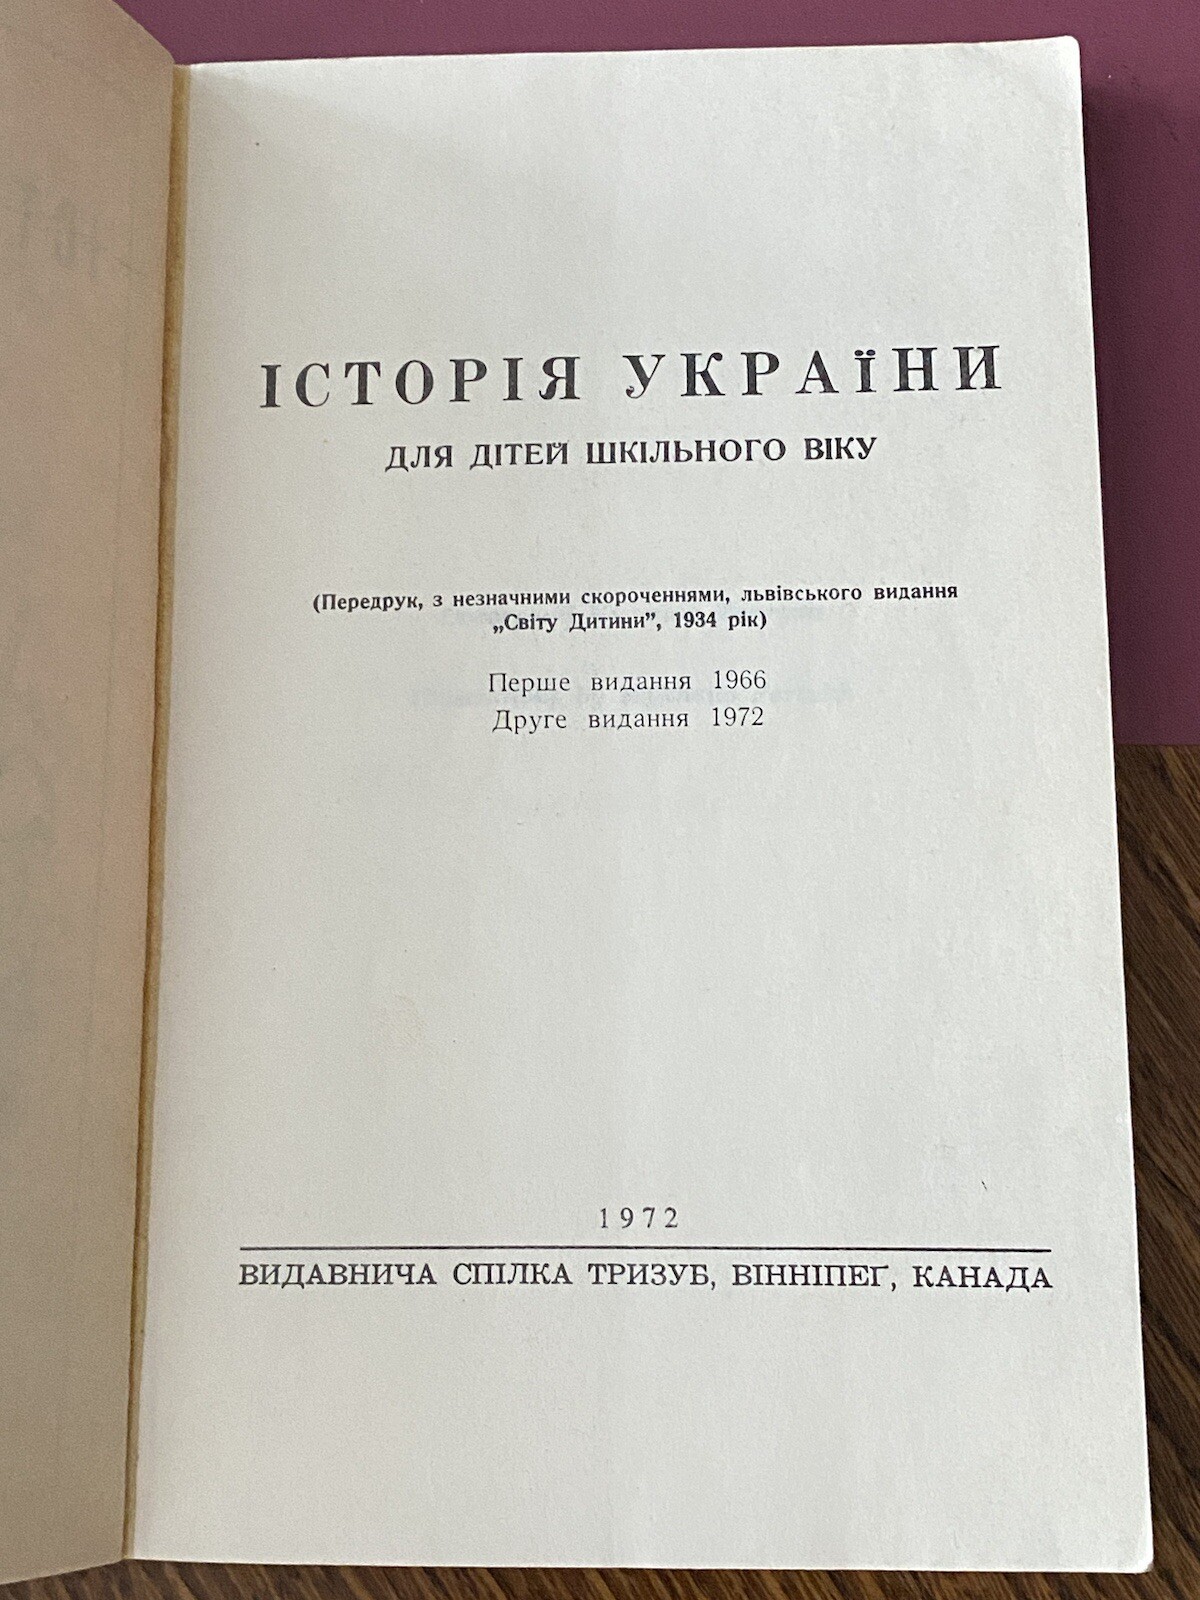 ІСТОРІЯ УКРАЇНИ
ДЛЯ ДІТЕЙ ШКІЛЬНОГО ВІКУ
(Передрук, з незначними скороченнями, львівського видання
„Світу Дитини”, 1934 рік)
Перше видання 1966
Друге видання 1972
1972
ВИДАВНИЧА СПІЛКА ТРИЗУБ, ВІННІПЕҐ, КАНАДА